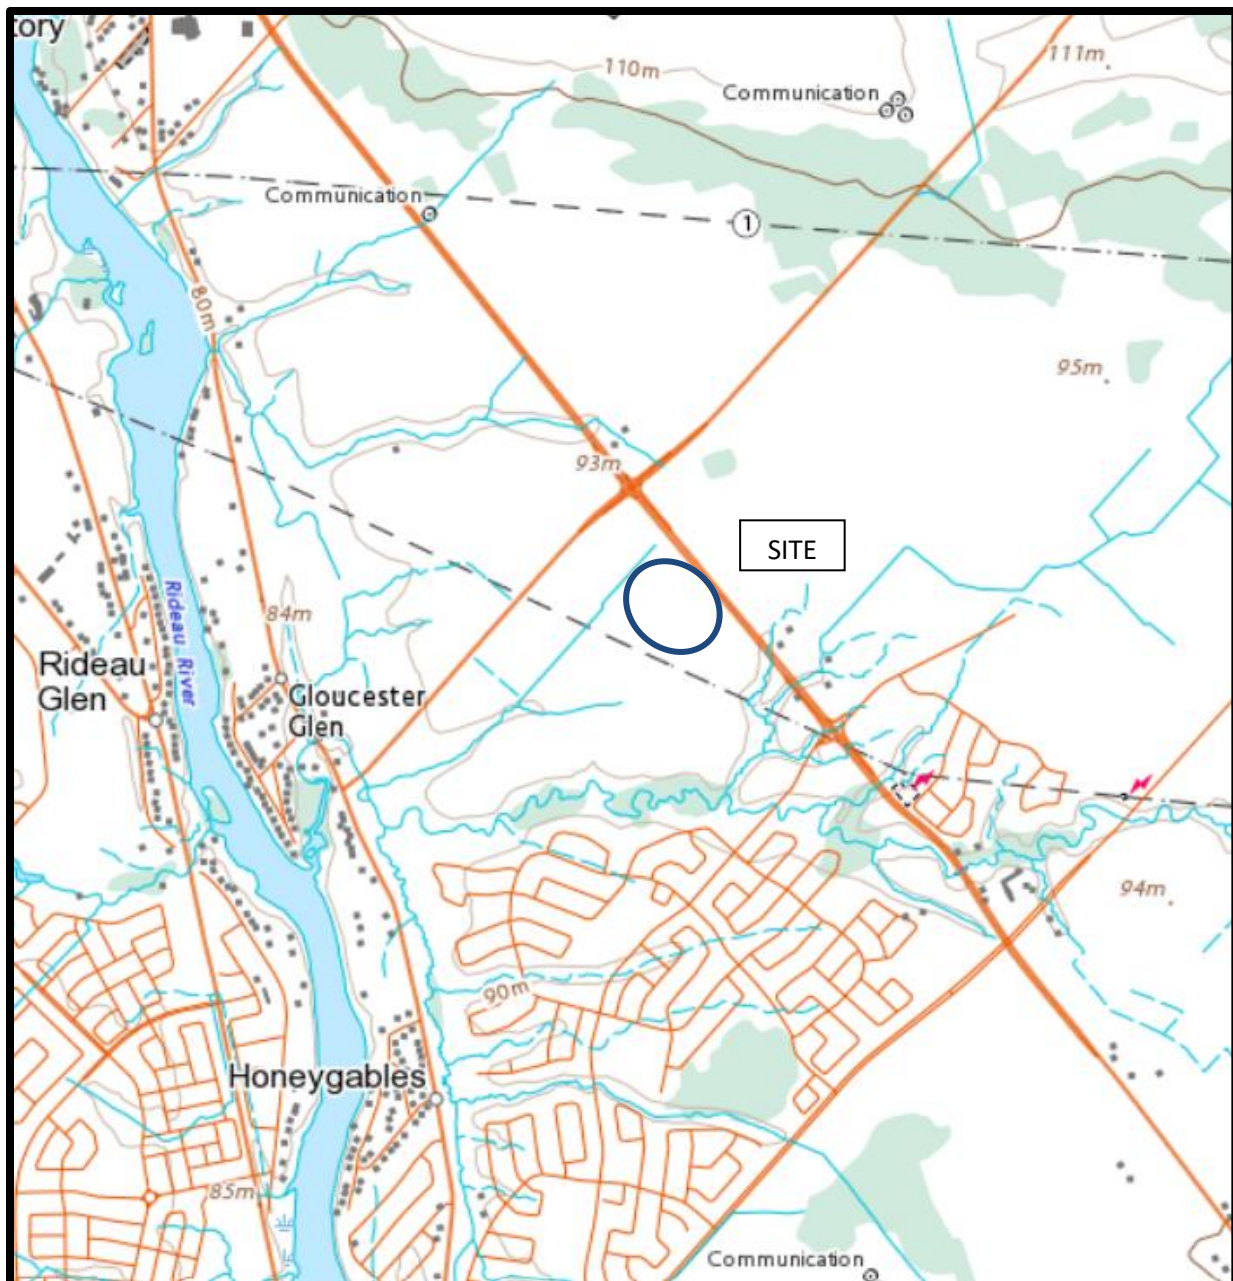 tory
110m
111m
Communication
Communication
1
80m
95m
93m
SITE
Rideau River
84m
Rideau
Glen
Gloucester
Glen
94m
90m
Honeygables
85m
Communication